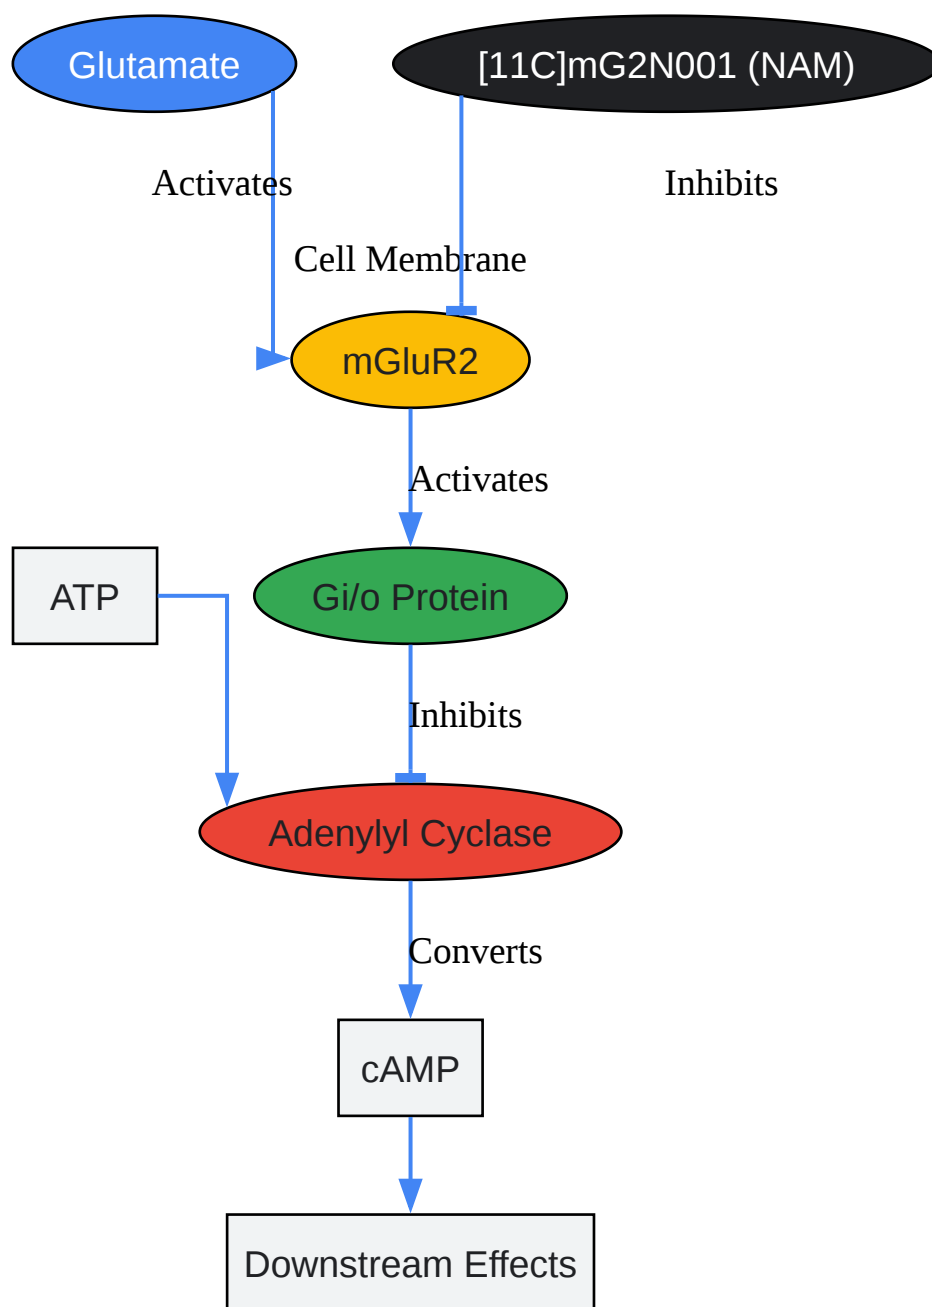 Glutamate
[11C]mG2N001 (NAM)
Activates
Inhibits
Cell Membrane
mGluR2
Activates
ATP
Gi/o Protein
Inhibits
Adenylyl Cyclase
Converts
cAMP
Downstream Effects